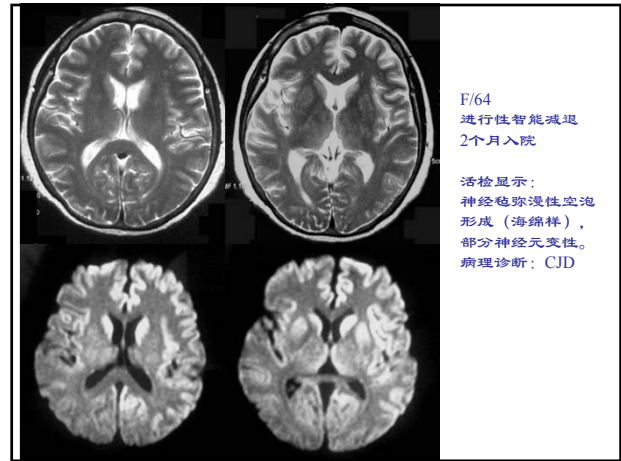 F/64
进行性智能减退
2个月入院
活检显示：
神经毡弥漫性空泡
形成（海绵样），
部分神经元变性。
病理诊断：CJD